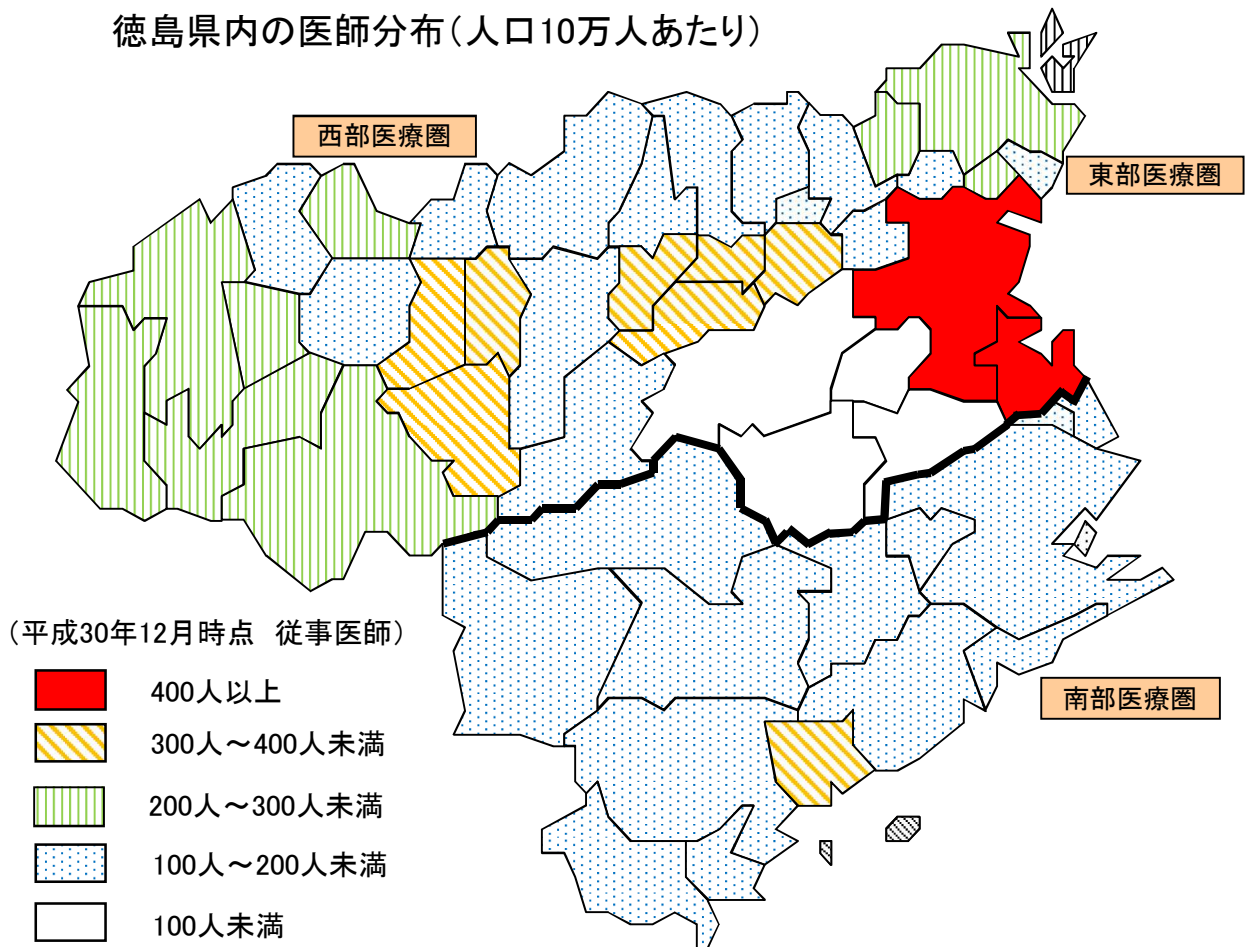 徳島県内の医師分布（人口10万人あたり）
西部医療圏
東部医療圏
（平成30年12月時点　従事医師）
400人以上
300人～400人未満
200人～300人未満
100人～200人未満
100人未満
南部医療圏